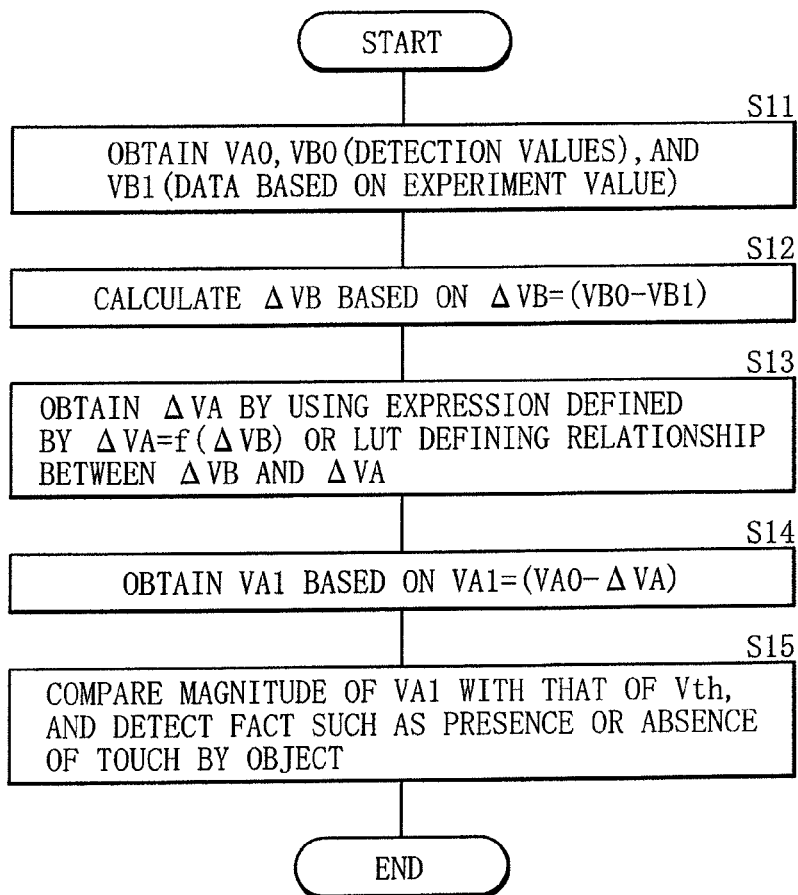 START
S11
OBTAIN VA0, VB0(DETECTION VALUES), AND
VB1(DATA BASED ON EXPERIMENT VALUE)
S12
CALCULATE ΔVB BASED ON ΔVB=(VB0-VB1)
S13
OBTAIN ΔVA BY USING EXPRESSION DEFINED
BY ΔVA=f(ΔVB) OR LUT DEFINING RELATIONSHIP
BETWEEN ΔVB AND ΔVA
S14
OBTAIN VA1 BASED ON VA1=(VA0-ΔVA)
S15
COMPARE MAGNITUDE OF VA1 WITH THAT OF Vth,
AND DETECT FACT SUCH AS PRESENCE OR ABSENCE
OF TOUCH BY OBJECT
END